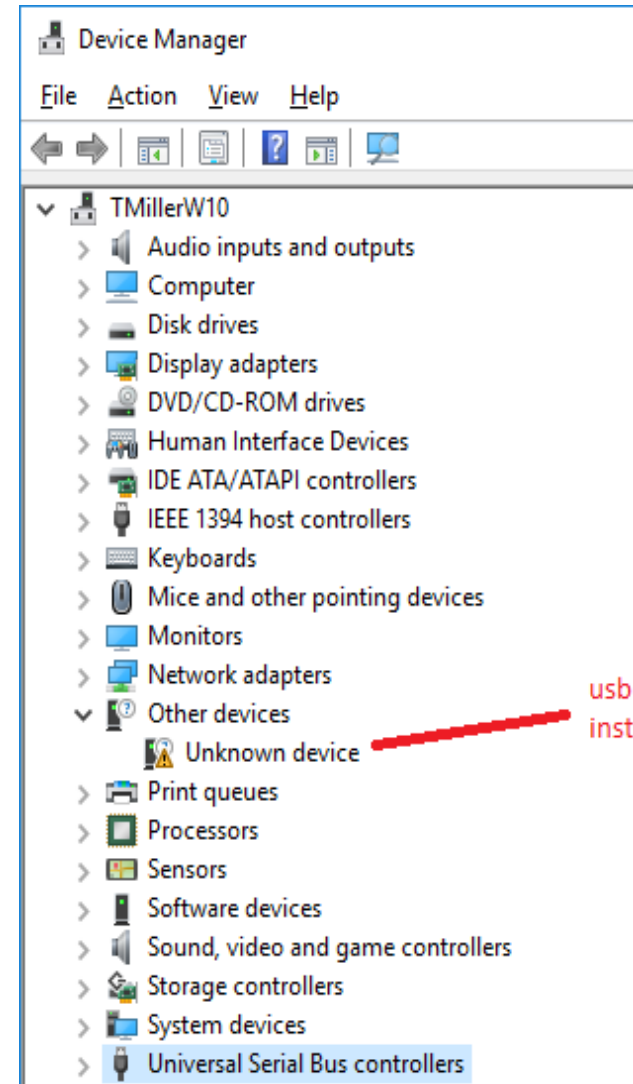 Device Manager
File Action View Help
TMillerW10
Audio inputs and outputs
Computer
Disk drives
Display adapters
DVD/CD-ROM drives
Human Interface Devices
IDE ATA/ATAPI controllers
IEEE 1394 host controllers
Keyboards
Mice and other pointing devices
Monitors
Network adapters
Other devices
Unknown device
usb
inst
Print queues
Processors
Sensors
Software devices
Sound, video and game controllers
Storage controllers
System devices
Universal Serial Bus controllers